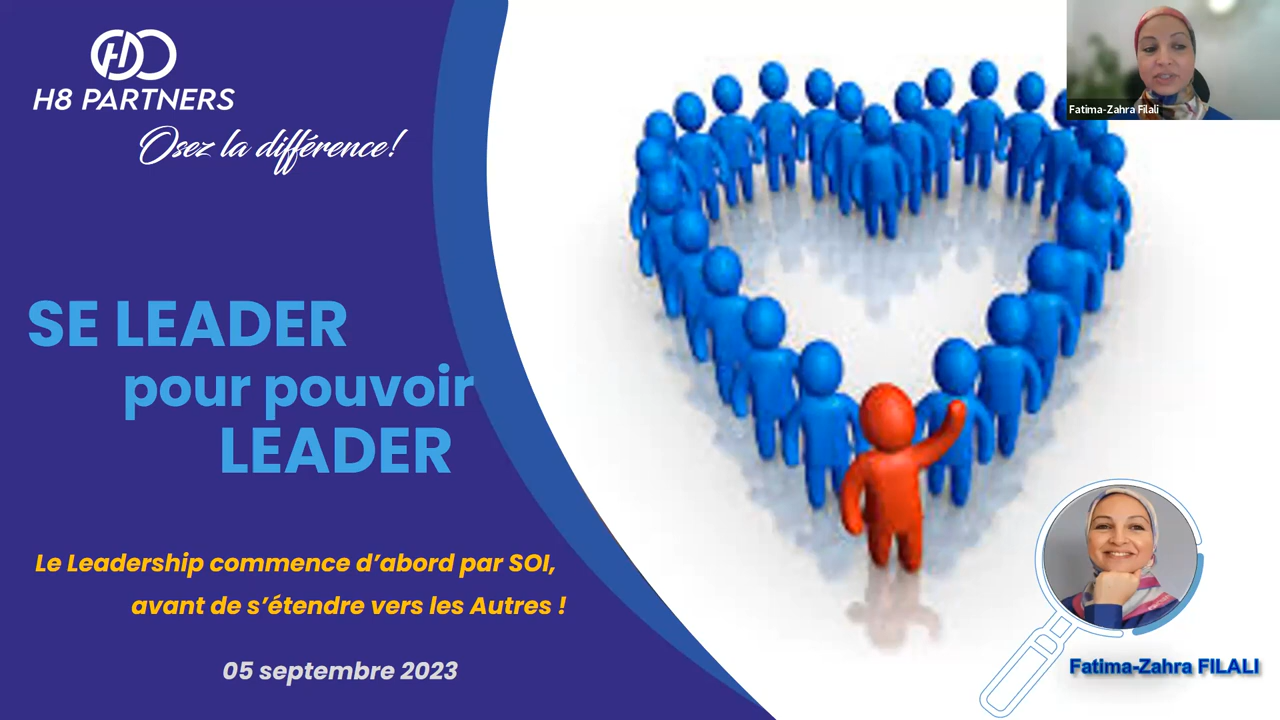 H8 PARTNERS
Osez la différence!
SE LEADER
pour pouvoir
LEADER
Le Leadership commence d’abord par SOI,
avant de s’étendre vers les Autres !
05 septembre 2023
Fatima-Zahra Filali
Fatima-Zahra FILALI